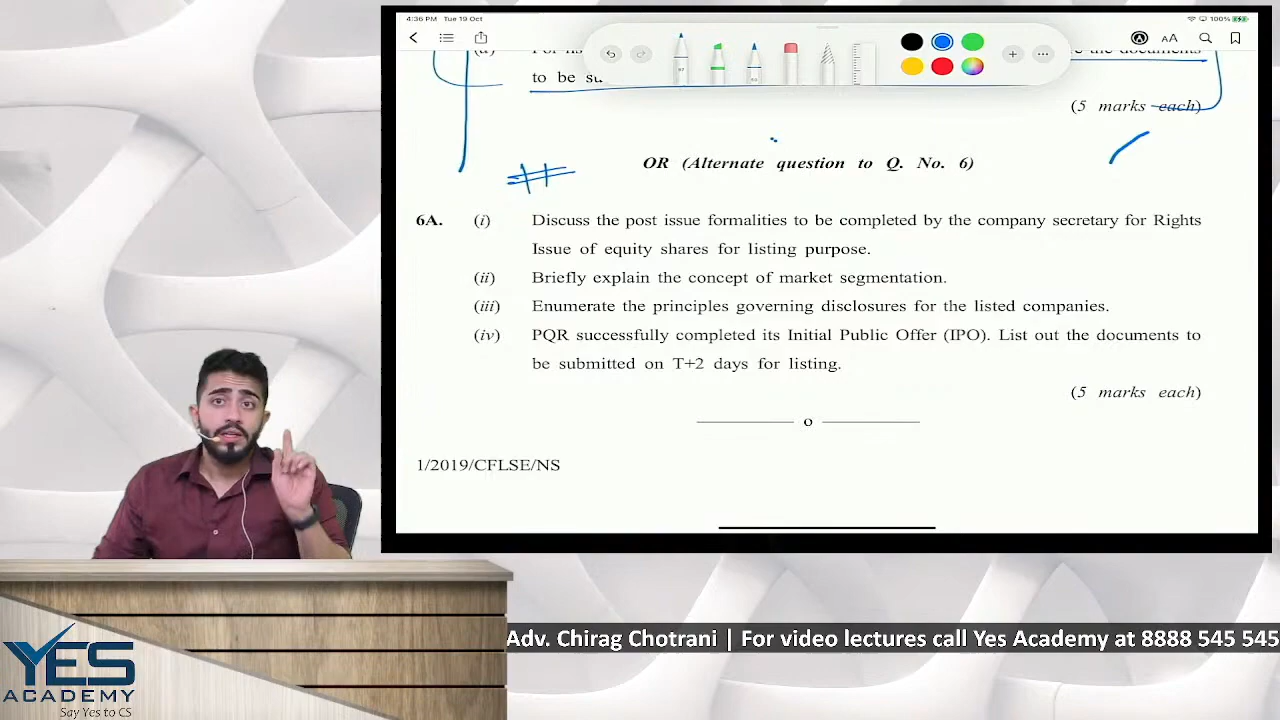 4:36 PM Tue 19 Oct
100%
AA
to be su
(5 marks each)
OR (Alternate question to Q. No. 6)
6A. (i) Discuss the post issue formalities to be completed by the company secretary for Rights
Issue of equity shares for listing purpose.
(ii) Briefly explain the concept of market segmentation.
(iii) Enumerate the principles governing disclosures for the listed companies.
(iv) PQR successfully completed its Initial Public Offer (IPO). List out the documents to
be submitted on T+2 days for listing.
(5 marks each)
o
1/2019/CFLSE/NS
Adv. Chirag Chotrani | For video lectures call Yes Academy at 8888 545 545
YES
ACADEMY
Say Yes to CS